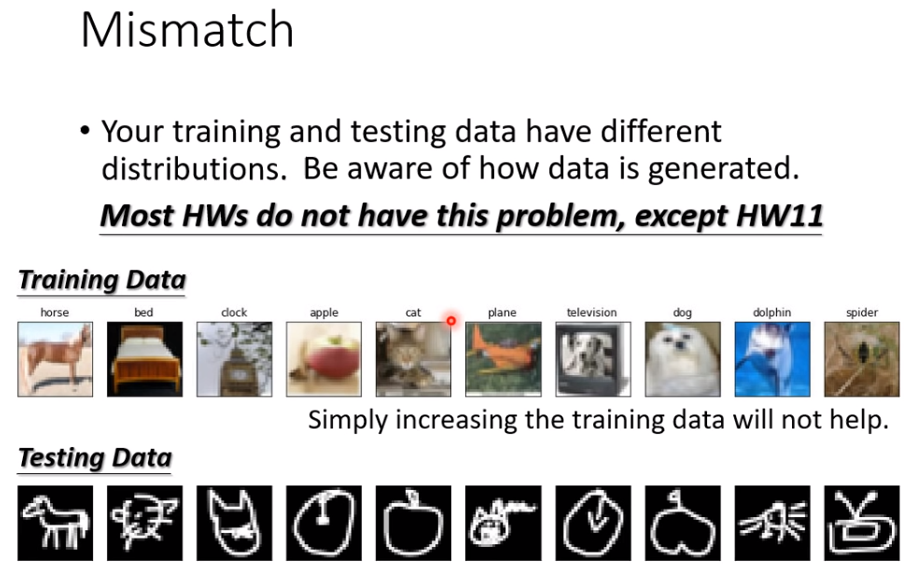 Mismatch
• Your training and testing data have different
distributions. Be aware of how data is generated.
Most HWs do not have this problem, except HW11
Training Data
horse bed clock apple cat plane television dog dolphin spider
Simply increasing the training data will not help.
Testing Data